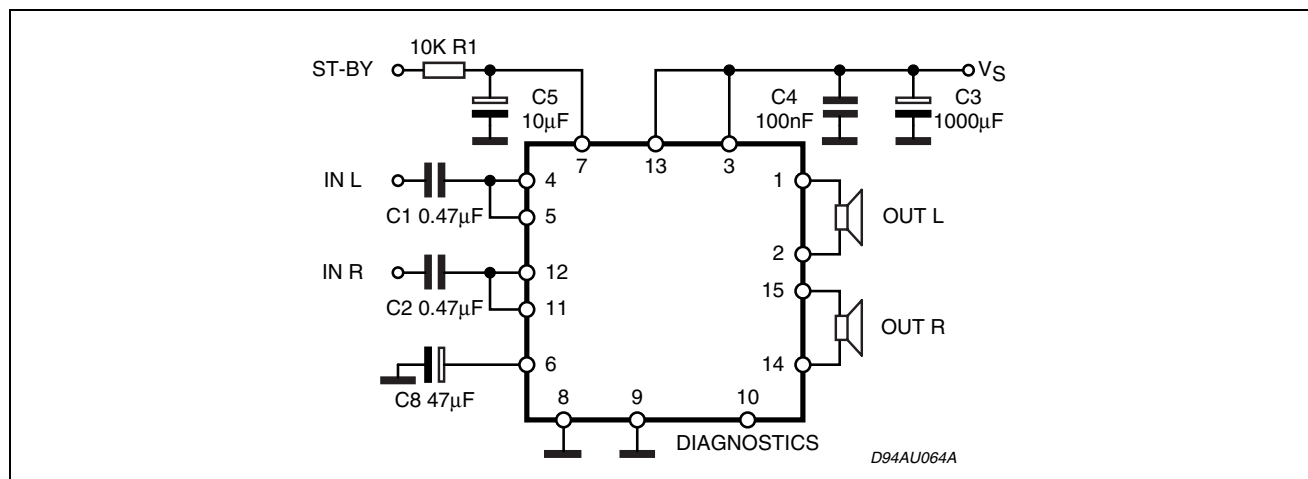 10K R1
ST-BY
C5
10μF
C4
100nF
C3
1000μF
VS
7
13
3
IN L
4
C1 0.47μF
5
IN R
12
C2 0.47μF
11
6
C8 47μF
1
OUT L
2
15
OUT R
14
8
9
10
DIAGNOSTICS
D94AU064A